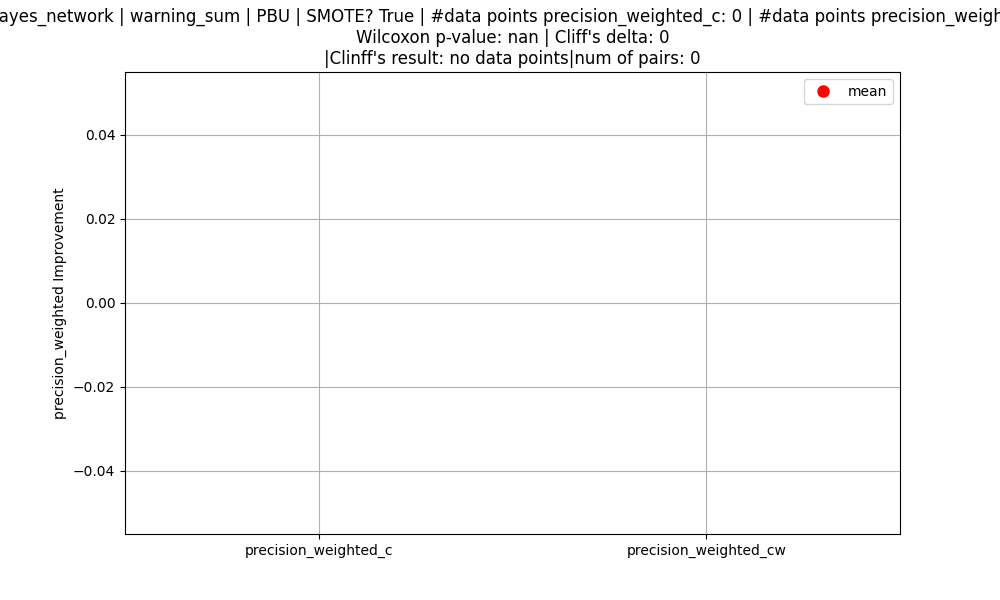 ayes_network | warning_sum | PBU | SMOTE? True | #data points precision_weighted_c: 0 | #data points precision_weigh
Wilcoxon p-value: nan | Cliff's delta: 0
|Clinff's result: no data points|num of pairs: 0
mean
0.04
0.02
0.00
−0.02
−0.04
precision_weighted Improvement
precision_weighted_c
precision_weighted_cw